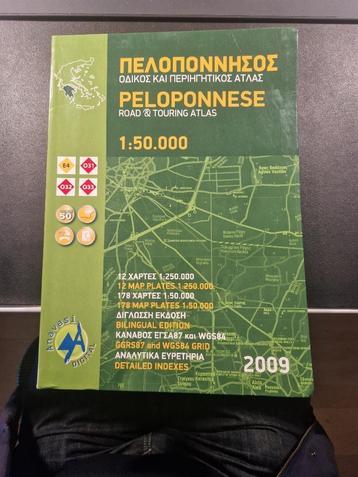 ΠΕΛΟΠΟΝΝΗΣΟΣ
ΟΔΙΚΟΣ ΚΑΙ ΠΕΡΙΗΓΗΤΙΚΟΣ ΑΤΛΑΣ
PELOPONNESE
ROAD & TOURING ATLAS
1:50.000
E4
O31
O32
O33
50
12 ΧΑΡΤΕΣ 1:250.000
12 MAP PLATES 1:250.000
178 ΧΑΡΤΕΣ 1:50.000
178 MAP PLATES 1:50.000
ΔΙΓΛΩΣΣΗ ΕΚΔΟΣΗ
BILINGUAL EDITION
ΚΑΝΑΒΟΣ ΕΓΣΑ87 και WGS84
GGRS87 and WGS84 GRID
ΑΝΑΛΥΤΙΚΑ ΕΥΡΕΤΗΡΙΑ
DETAILED INDEXES
2009
Anavasi
DIGITAL